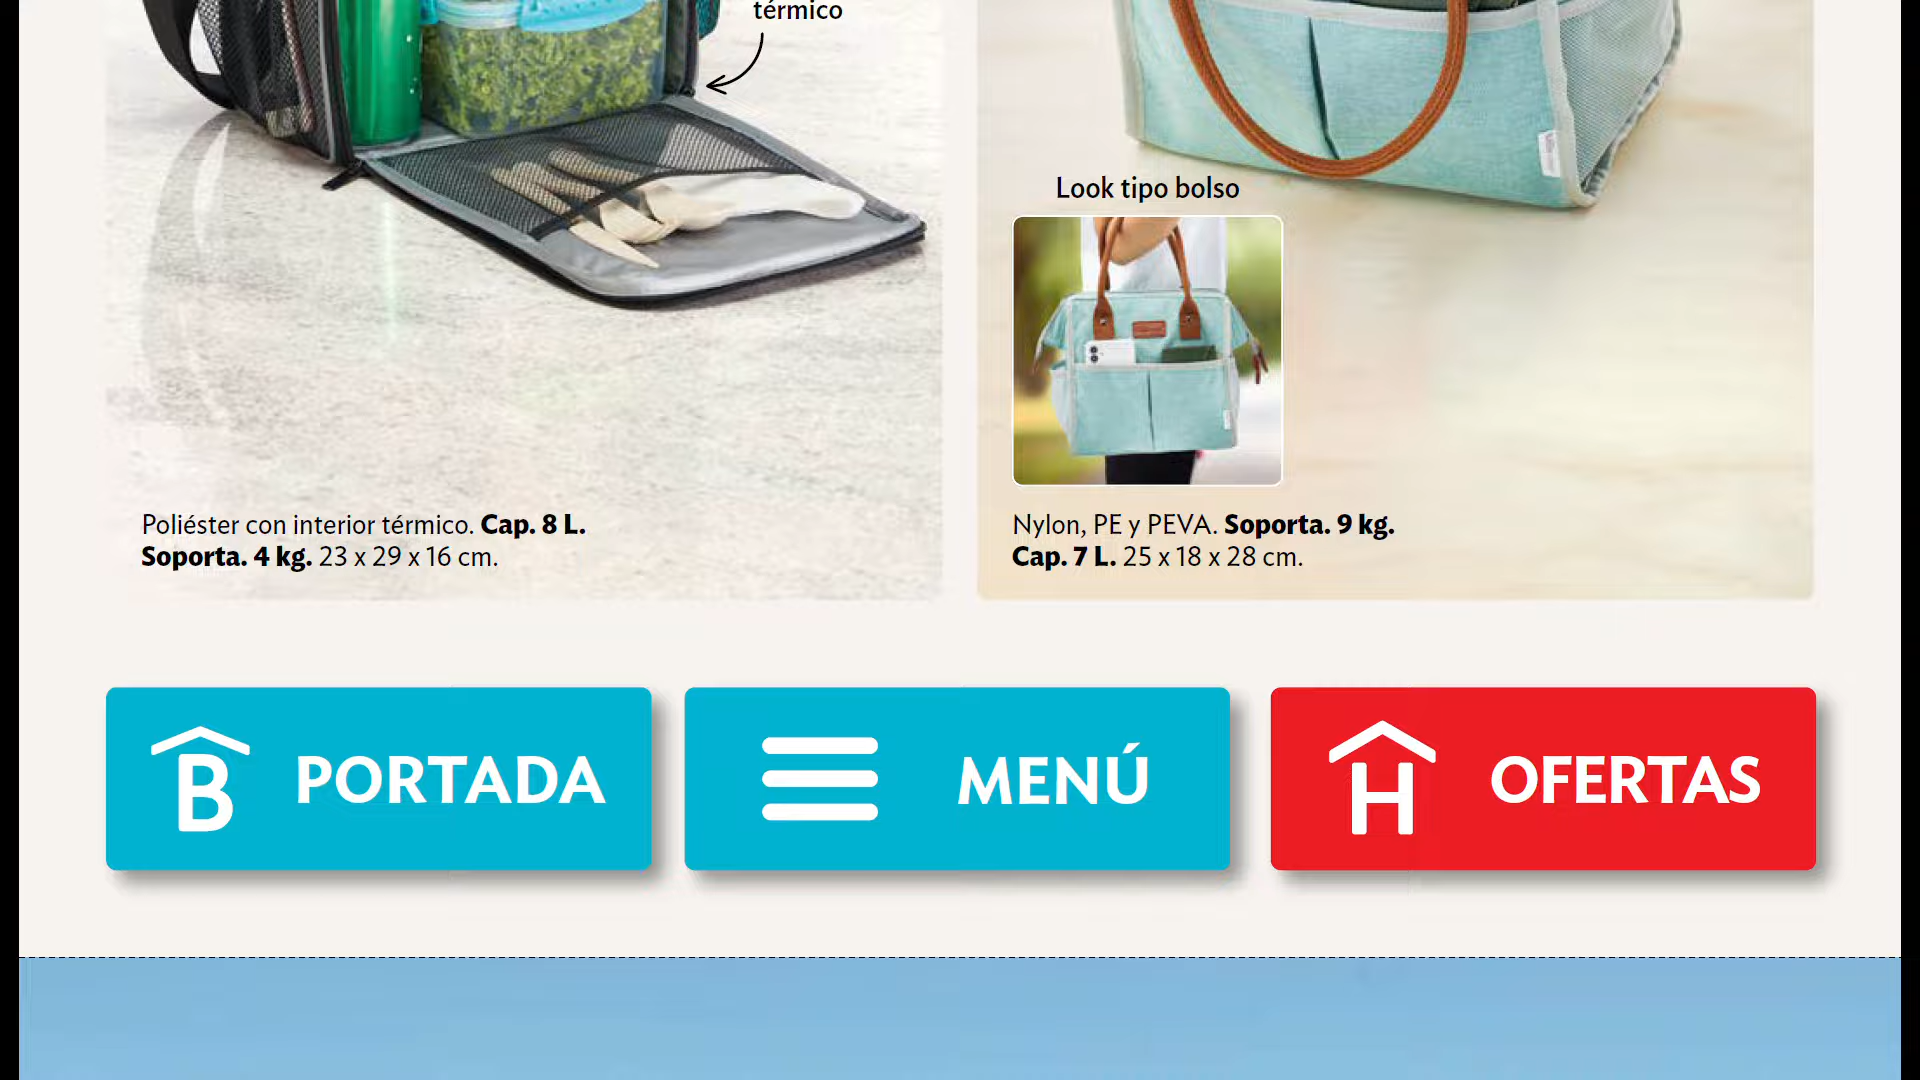 térmico
Look tipo bolso
Poliéster con interior térmico. Cap. 8 L.
Soporta. 4 kg. 23 x 29 x 16 cm.
Nylon, PE y PEVA. Soporta. 9 kg.
Cap. 7 L. 25 x 18 x 28 cm.
B PORTADA
MENÚ
H OFERTAS